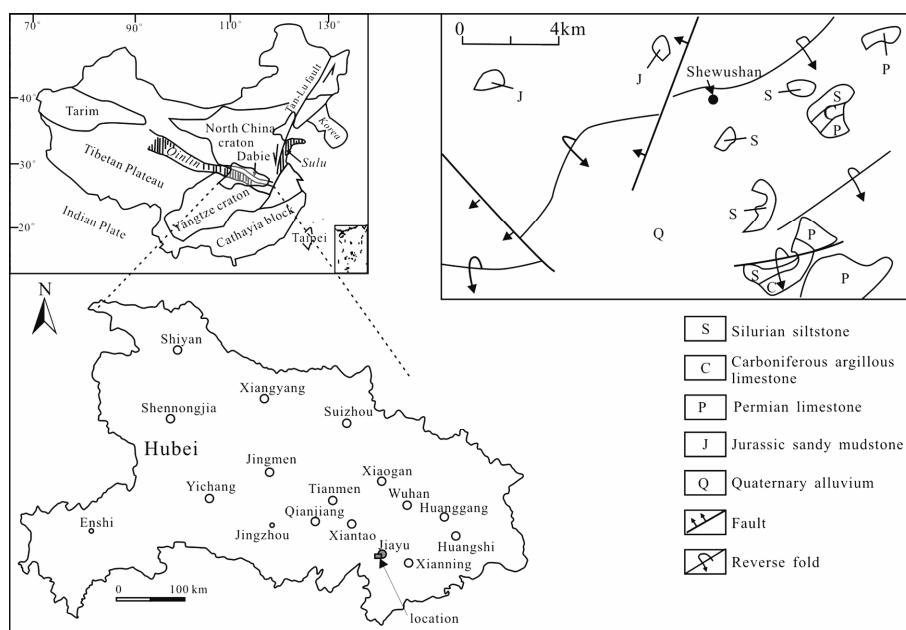 70°
90°
110°
130°
40°
30°
20°
Tarim
Tibetan Plateau
Indian Plate
Qinlin
North China
craton
Dabie
Tan-Lu fault
Korea
Sulu
Yangtze craton
Cathayia block
Taipei
0
4km
J
J
Shewushan
P
S
S
C
P
S
S
Q
P
S
C
P
N
Shiyan
Xiangyang
Shennongjia
Suizhou
Hubei
Jingmen
Xiaogan
Yichang
Tianmen
Wuhan
Qianjiang
Huanggang
Enshi
Jingzhou
Xiantao
Jiayu
Huangshi
Xianning
0
100 km
location
S
Silurian siltstone
C
Carboniferous argillous
limestone
P
Permian limestone
J
Jurassic sandy mudstone
Q
Quaternary alluvium
Fault
Reverse fold